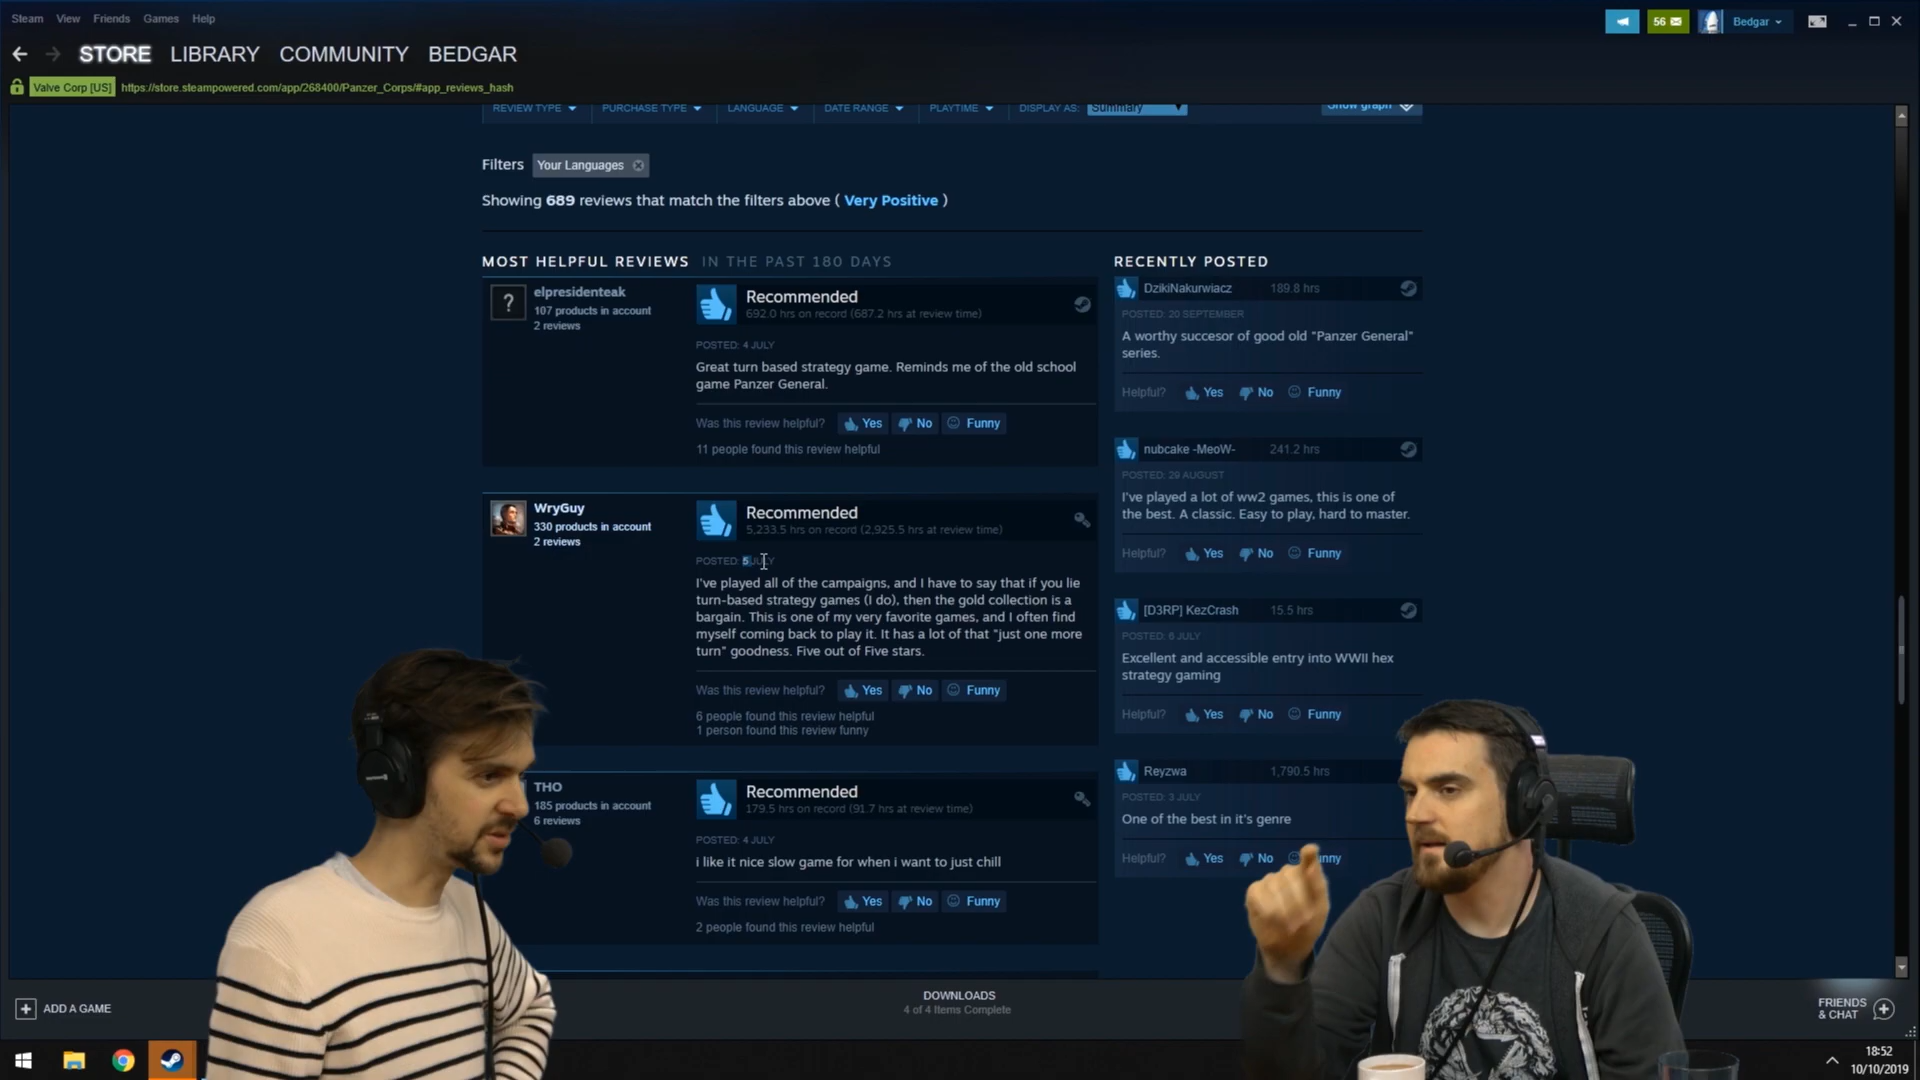 Steam View Friends Games Help
56 Bedgar
STORE LIBRARY COMMUNITY BEDGAR
Valve Corp [US] https://store.steampowered.com/app/268400/Panzer_Corps/#app_reviews_hash
REVIEW TYPE PURCHASE TYPE LANGUAGE DATE RANGE PLAYTIME DISPLAY AS: Summary Show graph
Filters Your Languages
Showing 689 reviews that match the filters above ( Very Positive )
MOST HELPFUL REVIEWS IN THE PAST 180 DAYS
elpresidenteak
107 products in account
2 reviews
Recommended
692.0 hrs on record (687.2 hrs at review time)
POSTED: 4 JULY
Great turn based strategy game. Reminds me of the old school
game Panzer General.
Was this review helpful? Yes No Funny
11 people found this review helpful
WryGuy
330 products in account
2 reviews
Recommended
5,233.5 hrs on record (2,925.5 hrs at review time)
POSTED: 5 JULY
I've played all of the campaigns, and I have to say that if you lie
turn-based strategy games (I do), then the gold collection is a
bargain. This is one of my very favorite games, and I often find
myself coming back to play it. It has a lot of that "just one more
turn" goodness. Five out of Five stars.
Was this review helpful? Yes No Funny
6 people found this review helpful
1 person found this review funny
THO
185 products in account
6 reviews
Recommended
179.5 hrs on record (91.7 hrs at review time)
POSTED: 4 JULY
i like it nice slow game for when i want to just chill
Was this review helpful? Yes No Funny
2 people found this review helpful
RECENTLY POSTED
DzikiNakurwiacz 189.8 hrs
POSTED: 20 SEPTEMBER
A worthy succesor of good old "Panzer General"
series.
Helpful? Yes No Funny
nubcake -MeoW- 241.2 hrs
POSTED: 29 AUGUST
I've played a lot of ww2 games, this is one of
the best. A classic. Easy to play, hard to master.
Helpful? Yes No Funny
[D3RP] KezCrash 15.5 hrs
POSTED: 6 JULY
Excellent and accessible entry into WWII hex
strategy gaming
Helpful? Yes No Funny
Reyzwa 1,790.5 hrs
POSTED: 3 JULY
One of the best in it's genre
Helpful? Yes No Funny
ADD A GAME
DOWNLOADS
4 of 4 Items Complete
FRIENDS
& CHAT
18:52
10/10/2019